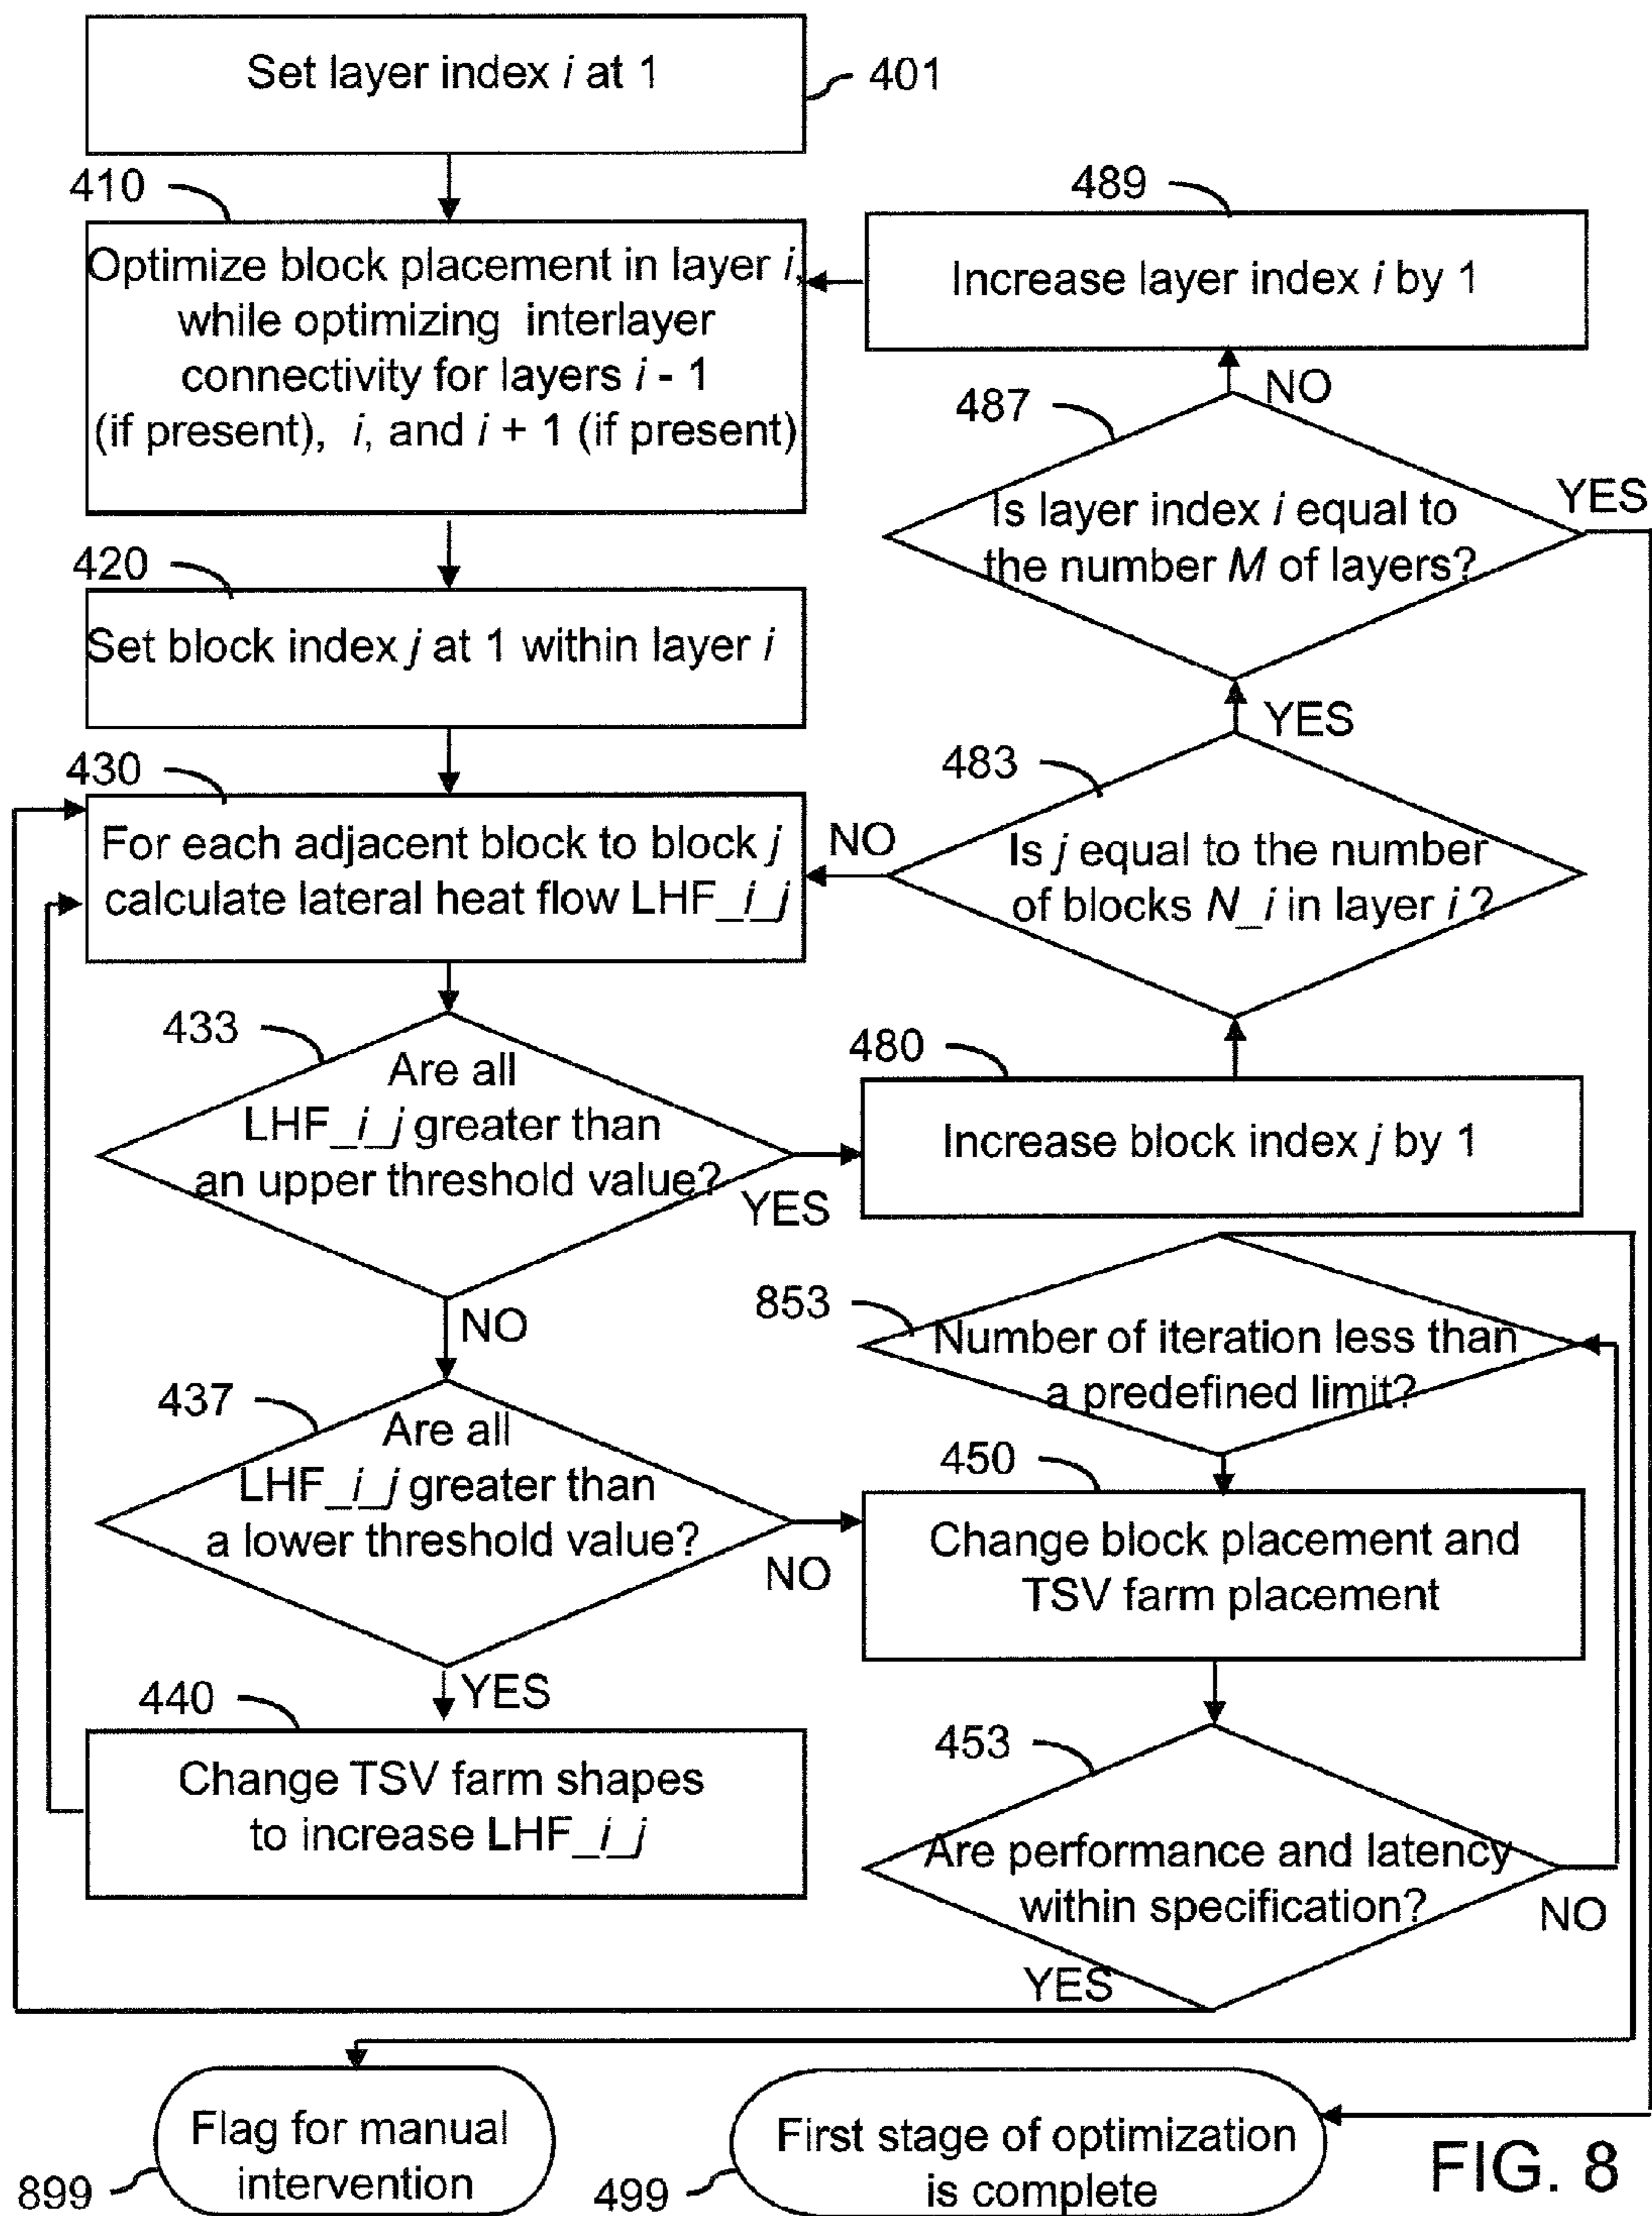 Set layer index i at 1
401
410
Optimize block placement in layer i,
while optimizing interlayer
connectivity for layers i - 1
(if present), i, and i + 1 (if present)
420
Set block index j at 1 within layer i
430
For each adjacent block to block j
calculate lateral heat flow LHF_i_j
433
Are all
LHF_i_j greater than
an upper threshold value?
YES
NO
437
Are all
LHF_i_j greater than
a lower threshold value?
NO
YES
440
Change TSV farm shapes
to increase LHF_i_j
489
Increase layer index i by 1
NO
487
Is layer index i equal to
the number M of layers?
YES
YES
483
Is j equal to the number
of blocks N_i in layer i ?
NO
480
Increase block index j by 1
853
Number of iteration less than
a predefined limit?
450
Change block placement and
TSV farm placement
453
Are performance and latency
within specification?
NO
YES
Flag for manual
intervention
899
First stage of optimization
is complete
499
FIG. 8